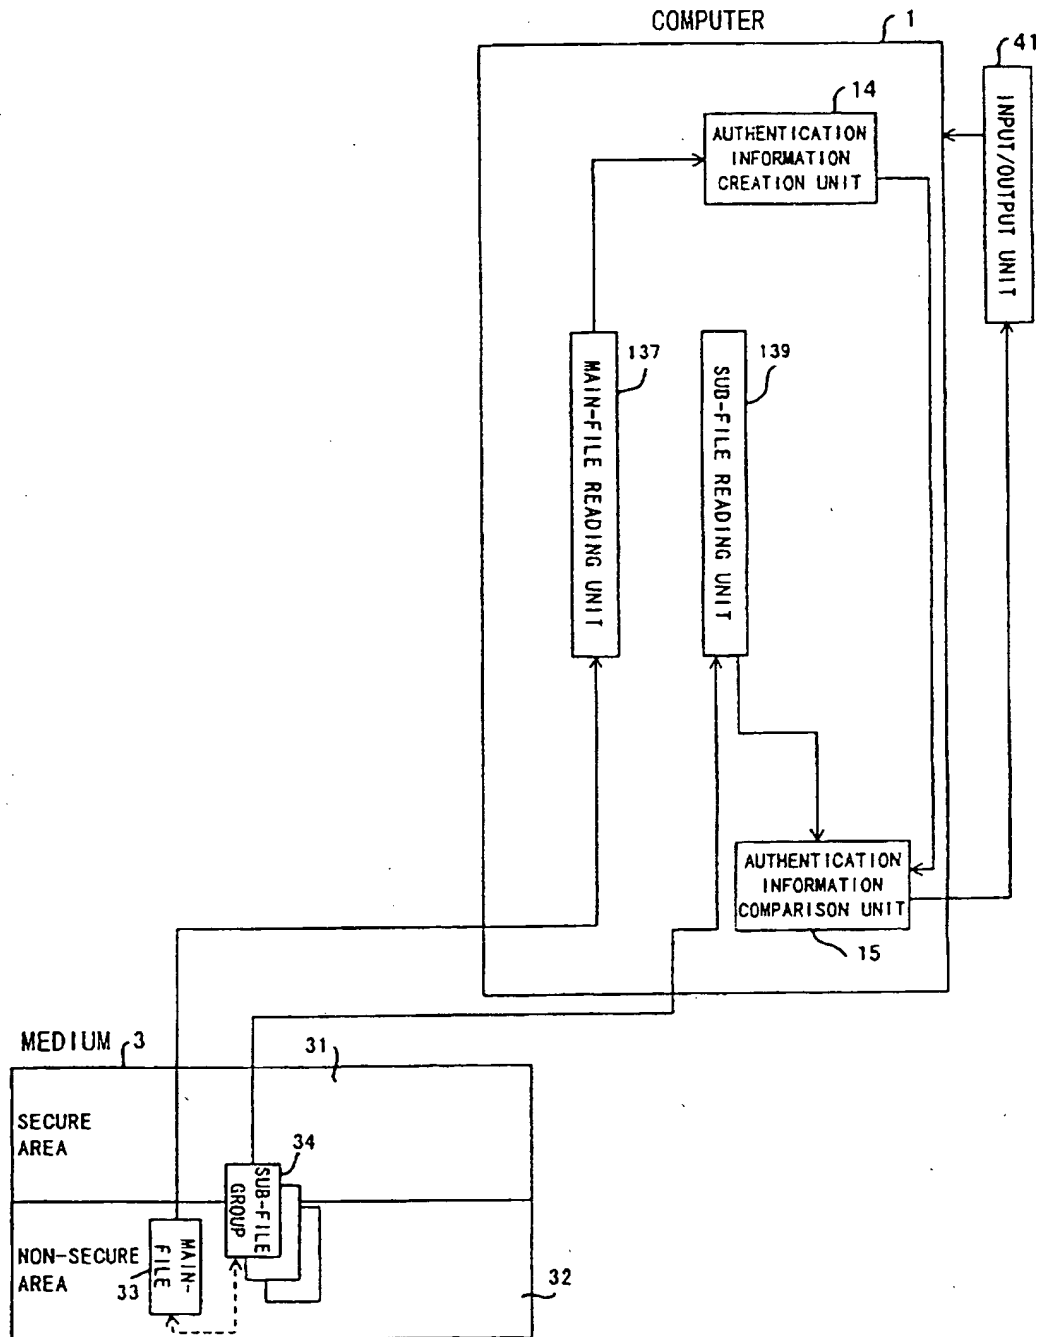 COMPUTER
1
41
INPUT/OUTPUT UNIT
14
AUTHENTICATION
INFORMATION
CREATION UNIT
137
MAIN-FILE READING UNIT
139
SUB-FILE READING UNIT
AUTHENTICATION
INFORMATION
COMPARISON UNIT
15
MEDIUM
3
31
SECURE
AREA
34
SUB-FILE
GROUP
NON-SECURE
AREA
MAIN-
FILE
33
32